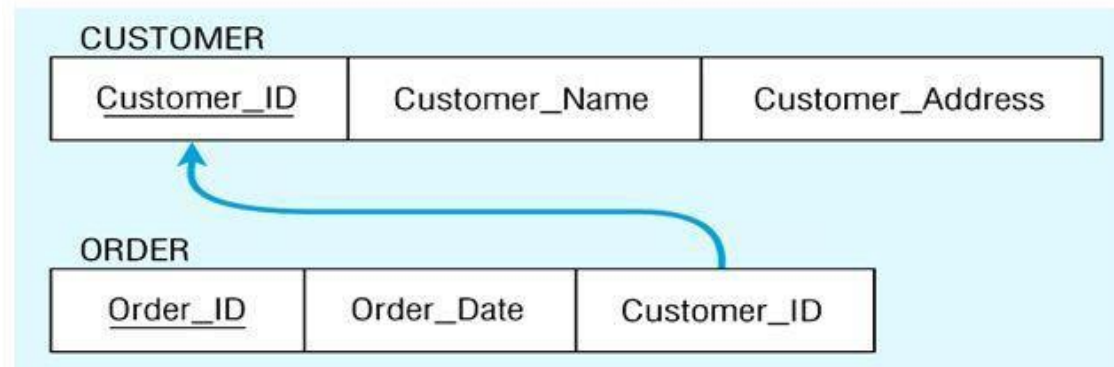 CUSTOMER
Customer_ID Customer_Name Customer_Address
ORDER
Order_ID Order_Date Customer_ID